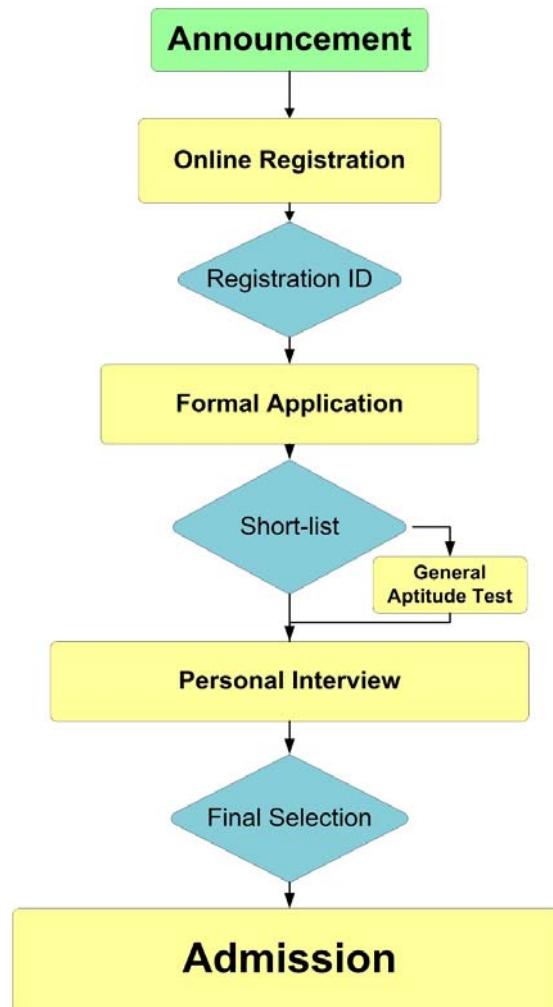 Announcement
Online Registration
Registration ID
Formal Application
Short-list
General
Aptitude Test
Personal Interview
Final Selection
Admission